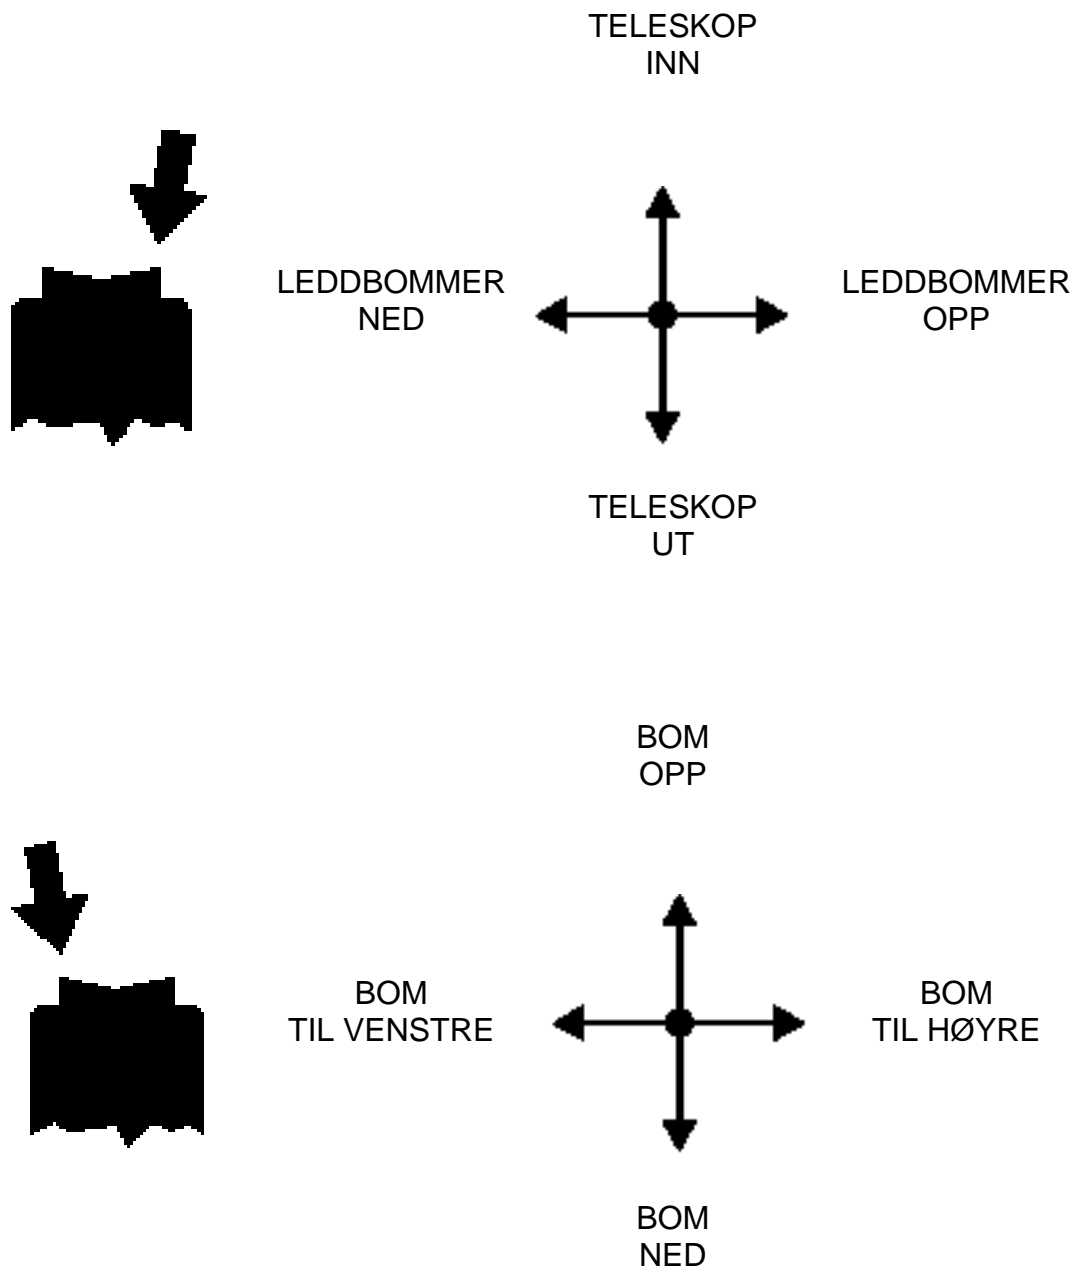 TELESKOP
INN
LEDDBOMMER
NED
LEDDBOMMER
OPP
TELESKOP
UT
BOM
OPP
BOM
TIL VENSTRE
BOM
TIL HØYRE
BOM
NED